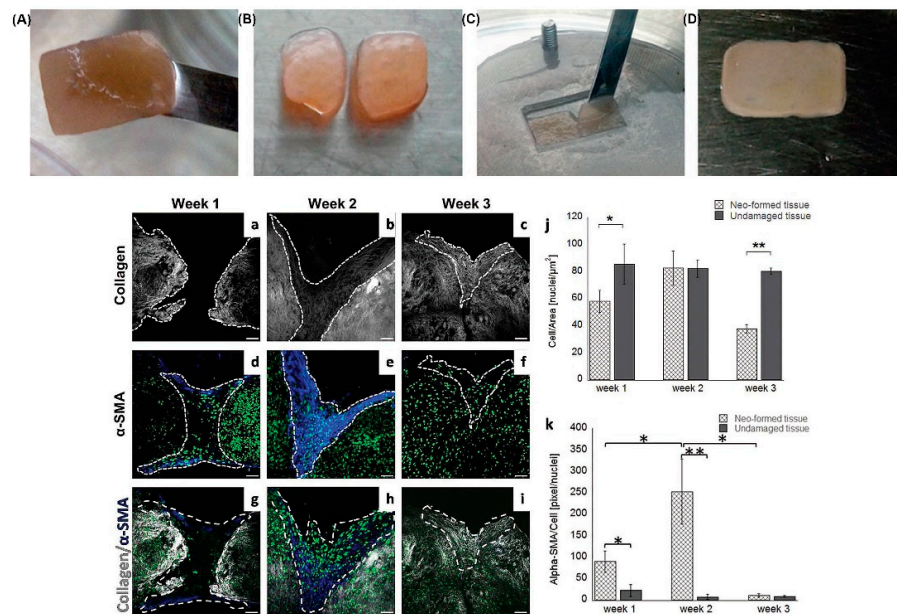 (A) (B) (C) (D)
Week 1 Week 2 Week 3
a b c
Collagen
d e f
α-SMA
g h i
Collagen/α-SMA
Neo-formed tissue
Undamaged tissue
j
120
100
80
60
40
20
0
Cell/Area [nuclei/µm²]
*
**
week 1 week 2 week 3
k
Neo-formed tissue
Undamaged tissue
400
350
300
250
200
150
100
50
0
Alpha-SMA/Cell [pixel/nuclei]
* *
**
*
week 1 week 2 week 3